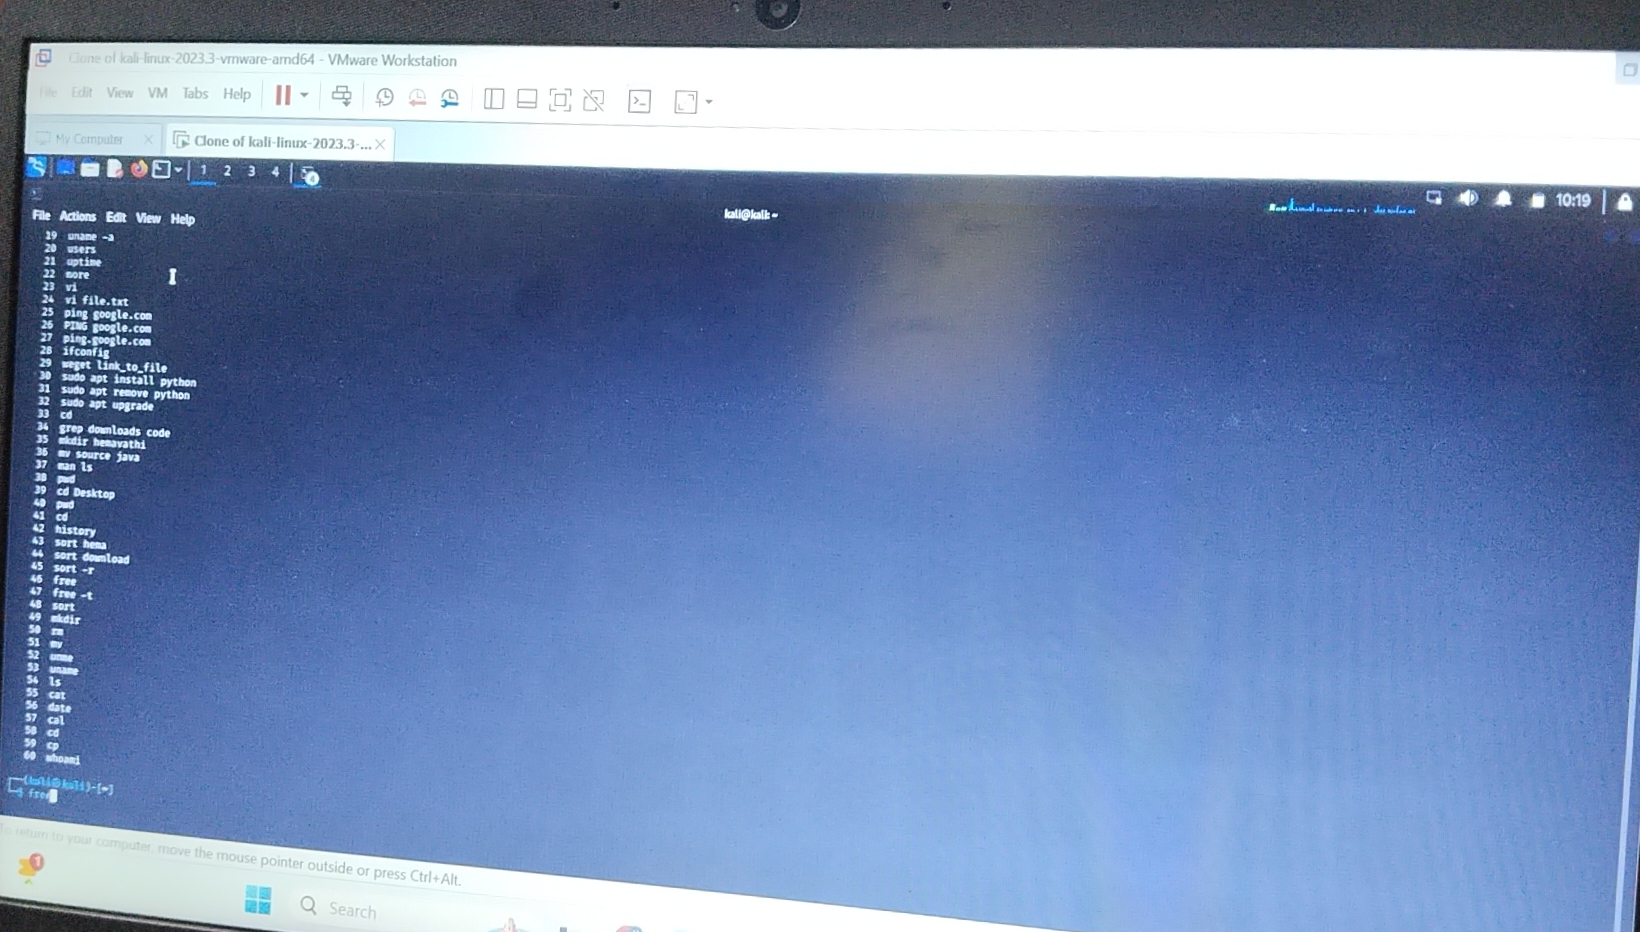 Clone of kali-linux-2023.3-vmware-amd64 - VMware Workstation
File Edit View VM Tabs Help
My Computer
Clone of kali-linux-2023.3-...
1 2 3 4
10:19
File Actions Edit View Help
kali@kali: ~
19 uname -a
20 users
21 uptime
22 more
23 vi
24 vi file.txt
25 ping google.com
26 PING google.com
27 ping.google.com
28 ifconfig
29 weget link_to_file
30 sudo apt install python
31 sudo apt remove python
32 sudo apt upgrade
33 cd
34 grep downloads code
35 mkdir hemavathi
36 mv source java
37 man ls
38 pwd
39 cd Desktop
40 pwd
41 cd
42 history
43 sort hema
44 sort download
45 sort -r
46 free
47 free -t
48 sort
49 mkdir
50 rm
51 mv
52
53 uname
54 ls
55 cat
56 date
57 cal
58 cd
59 cp
60 whoami
(kali@kali)-[~]
$ free
To return to your computer, move the mouse pointer outside or press Ctrl+Alt.
1
Search